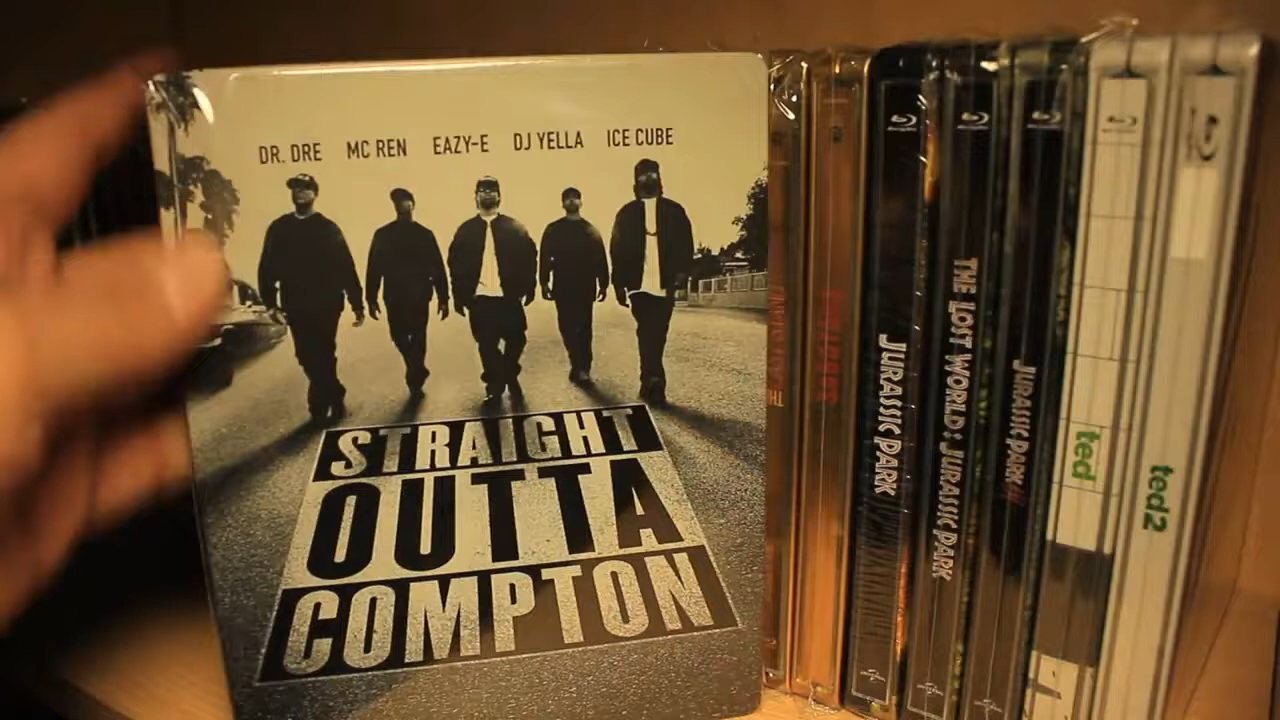 DR. DRE MC REN EAZY-E DJ YELLA ICE CUBE
STRAIGHT
OUTTA
COMPTON
JURASSIC PARK
THE LOST WORLD: JURASSIC PARK
JURASSIC PARK III
ted
ted2